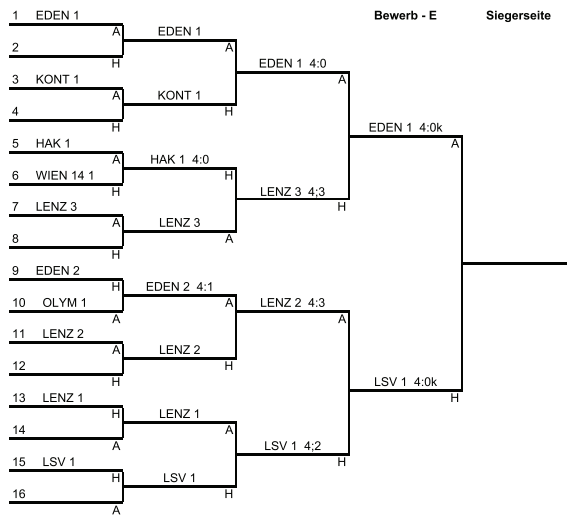 Bewerb - E Siegerseite
1 EDEN 1
A EDEN 1
2 A
H EDEN 1 4:0
3 KONT 1 A
A KONT 1
4 H
H EDEN 1 4:0k
5 HAK 1 A
A HAK 1 4:0
6 WIEN 14 1 H
H LENZ 3 4;3
7 LENZ 3 H
A LENZ 3
8 A
H
9 EDEN 2
H EDEN 2 4:1
10 OLYM 1 A
A LENZ 2 4:3
11 LENZ 2 A
A LENZ 2
12 H
H LSV 1 4:0k
13 LENZ 1 H
H LENZ 1
14 A
A LSV 1 4;2
15 LSV 1 H
H LSV 1
16 H
A